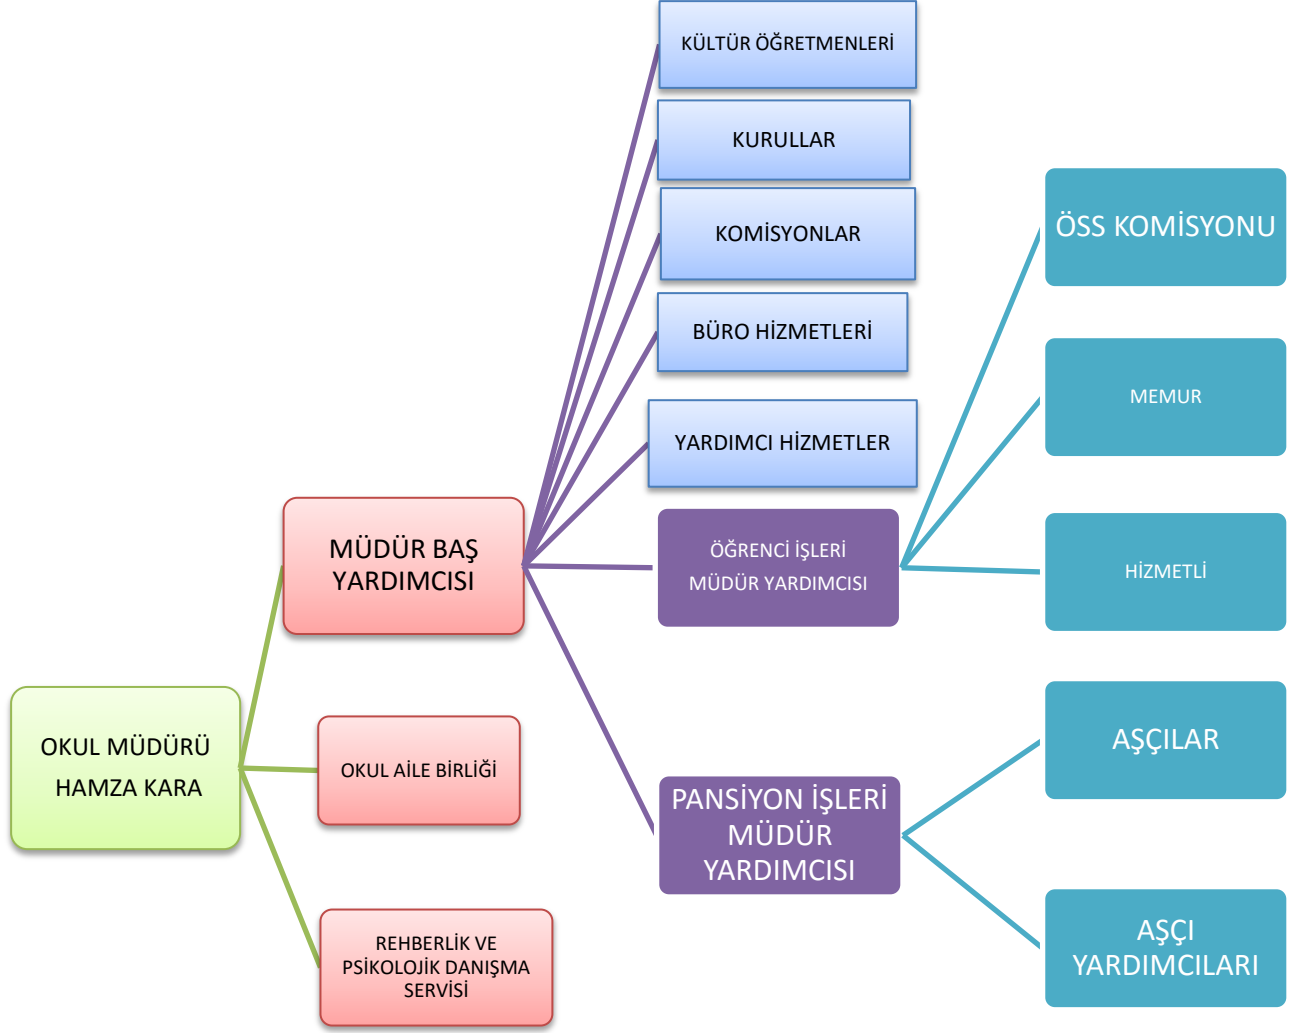 KÜLTÜR ÖĞRETMENLERİ
KURULLAR
KOMİSYONLAR
BÜRO HİZMETLERİ
YARDIMCI HİZMETLER
MÜDÜR BAŞ
YARDIMCISI
ÖĞRENCİ İŞLERİ
MÜDÜR YARDIMCISI
ÖSS KOMİSYONU
MEMUR
HİZMETLİ
OKUL MÜDÜRÜ
HAMZA KARA
OKUL AİLE BİRLİĞİ
REHBERLİK VE
PSİKOLOJİK DANIŞMA
SERVİSİ
PANSİYON İŞLERİ
MÜDÜR
YARDIMCISI
AŞÇILAR
AŞÇI
YARDIMCILARI